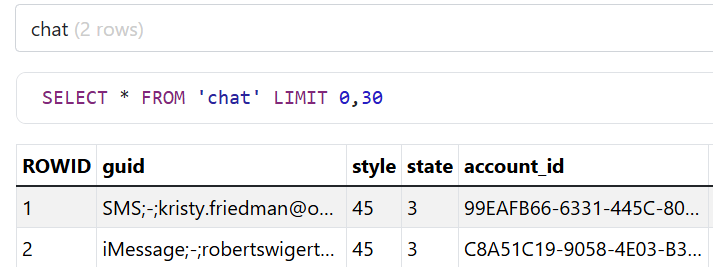 chat (2 rows)
SELECT * FROM 'chat' LIMIT 0,30
ROWID guid style state account_id
1 SMS;-;kristy.friedman@o... 45 3 99EAFB66-6331-445C-80...
2 iMessage;-;robertswigert... 45 3 C8A51C19-9058-4E03-B3...